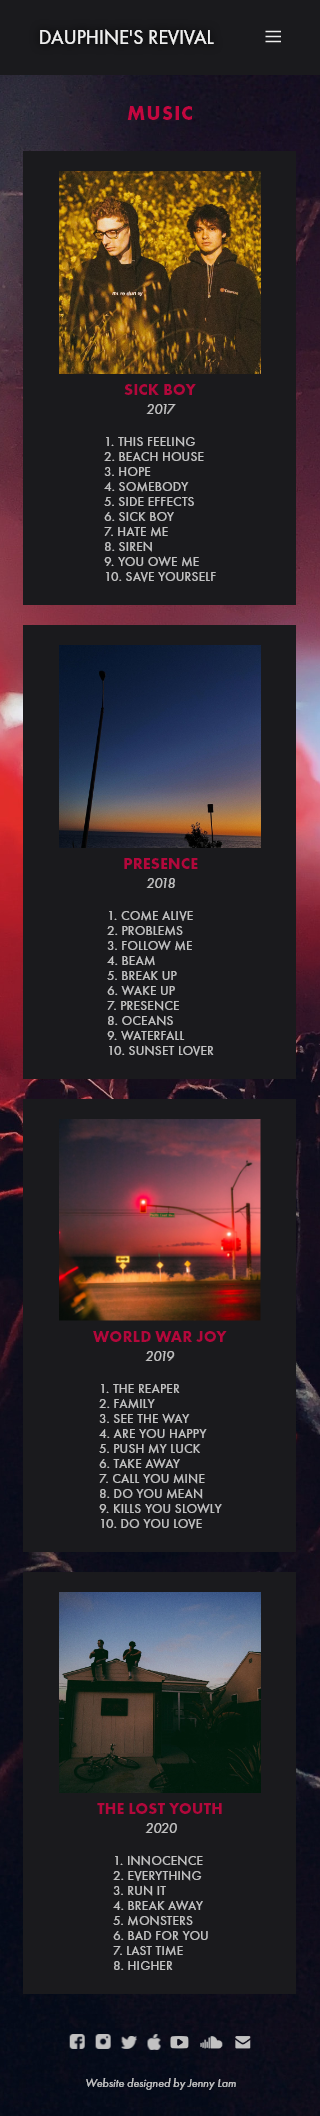 DAUPHINE'S REVIVAL
MUSIC
SICK BOY
2017
1. THIS FEELING
2. BEACH HOUSE
3. HOPE
4. SOMEBODY
5. SIDE EFFECTS
6. SICK BOY
7. HATE ME
8. SIREN
9. YOU OWE ME
10. SAVE YOURSELF
PRESENCE
2018
1. COME ALIVE
2. PROBLEMS
3. FOLLOW ME
4. BEAM
5. BREAK UP
6. WAKE UP
7. PRESENCE
8. OCEANS
9. WATERFALL
10. SUNSET LOVER
WORLD WAR JOY
2019
1. THE REAPER
2. FAMILY
3. SEE THE WAY
4. ARE YOU HAPPY
5. PUSH MY LUCK
6. TAKE AWAY
7. CALL YOU MINE
8. DO YOU MEAN
9. KILLS YOU SLOWLY
10. DO YOU LOVE
THE LOST YOUTH
2020
1. INNOCENCE
2. EVERYTHING
3. RUN IT
4. BREAK AWAY
5. MONSTERS
6. BAD FOR YOU
7. LAST TIME
8. HIGHER
Website designed by Jenny Lam